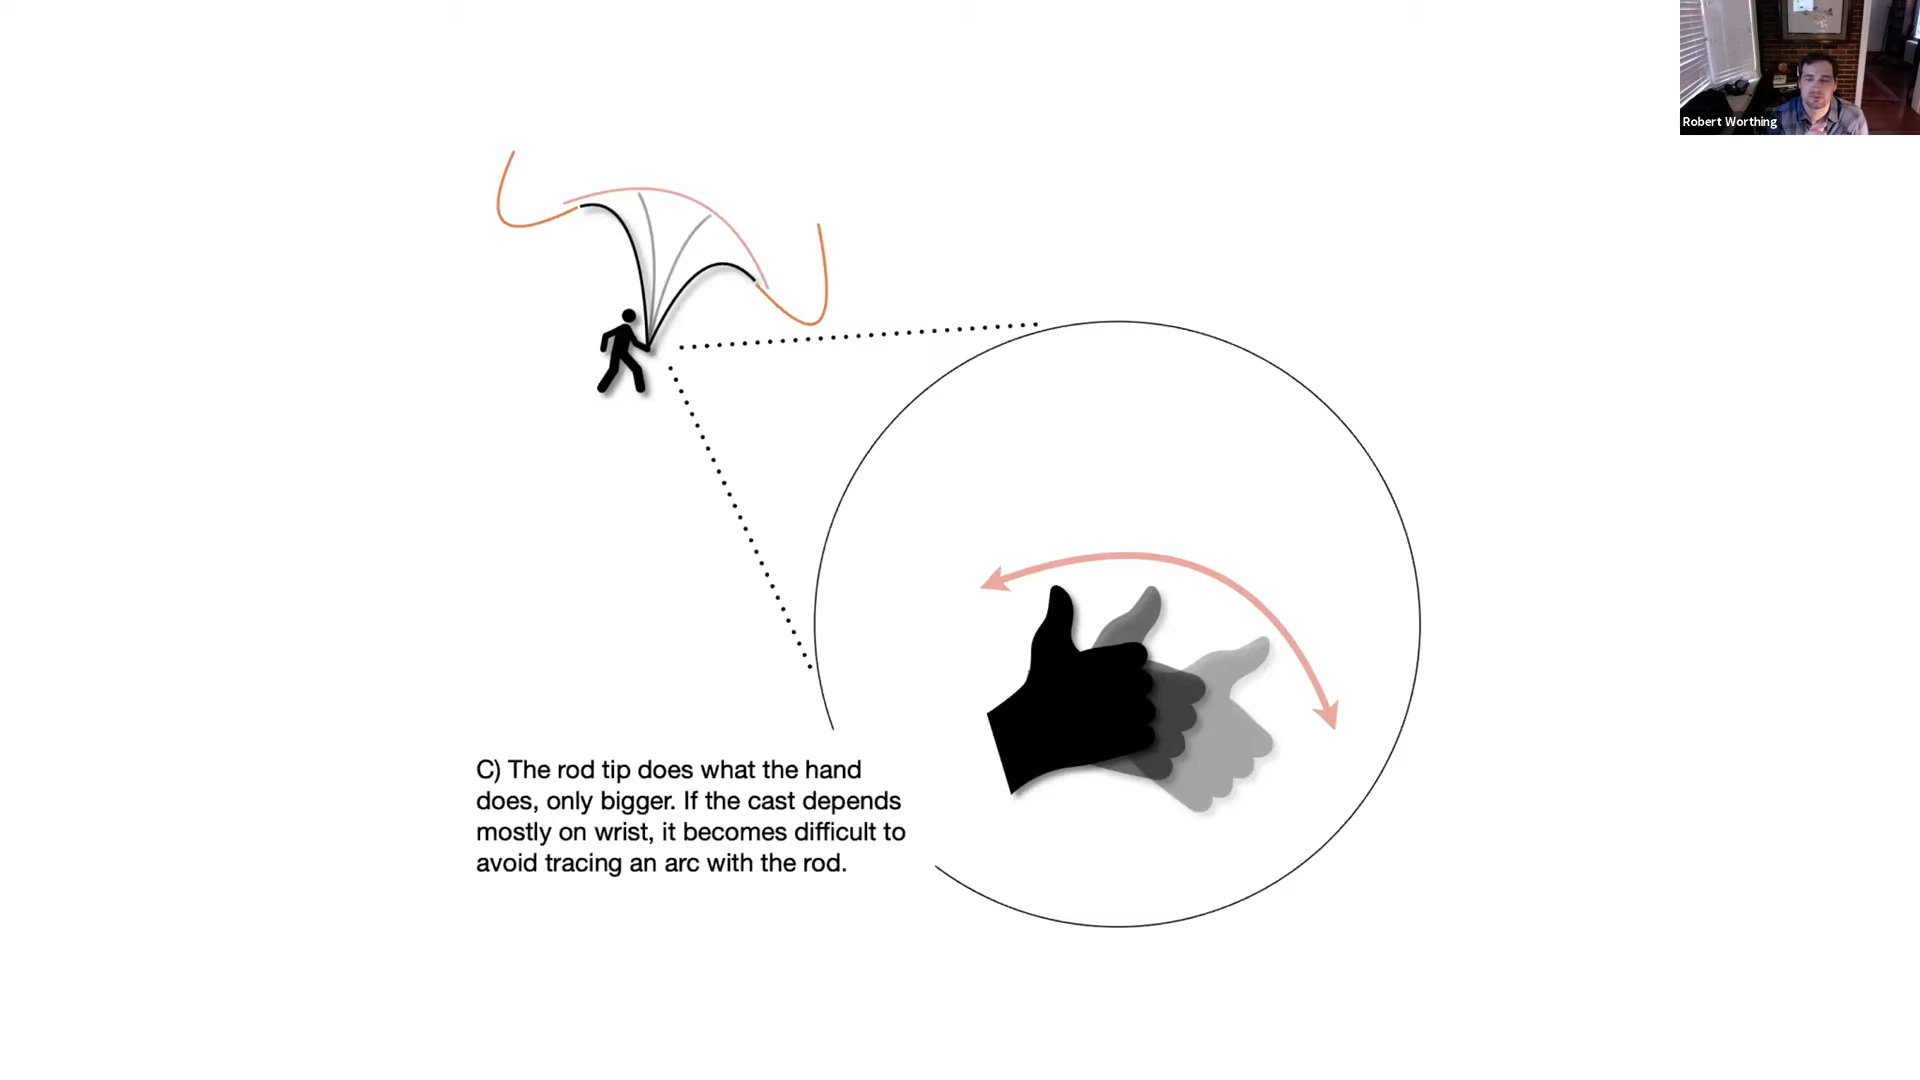 Robert Worthing
C) The rod tip does what the hand
does, only bigger. If the cast depends
mostly on wrist, it becomes difficult to
avoid tracing an arc with the rod.